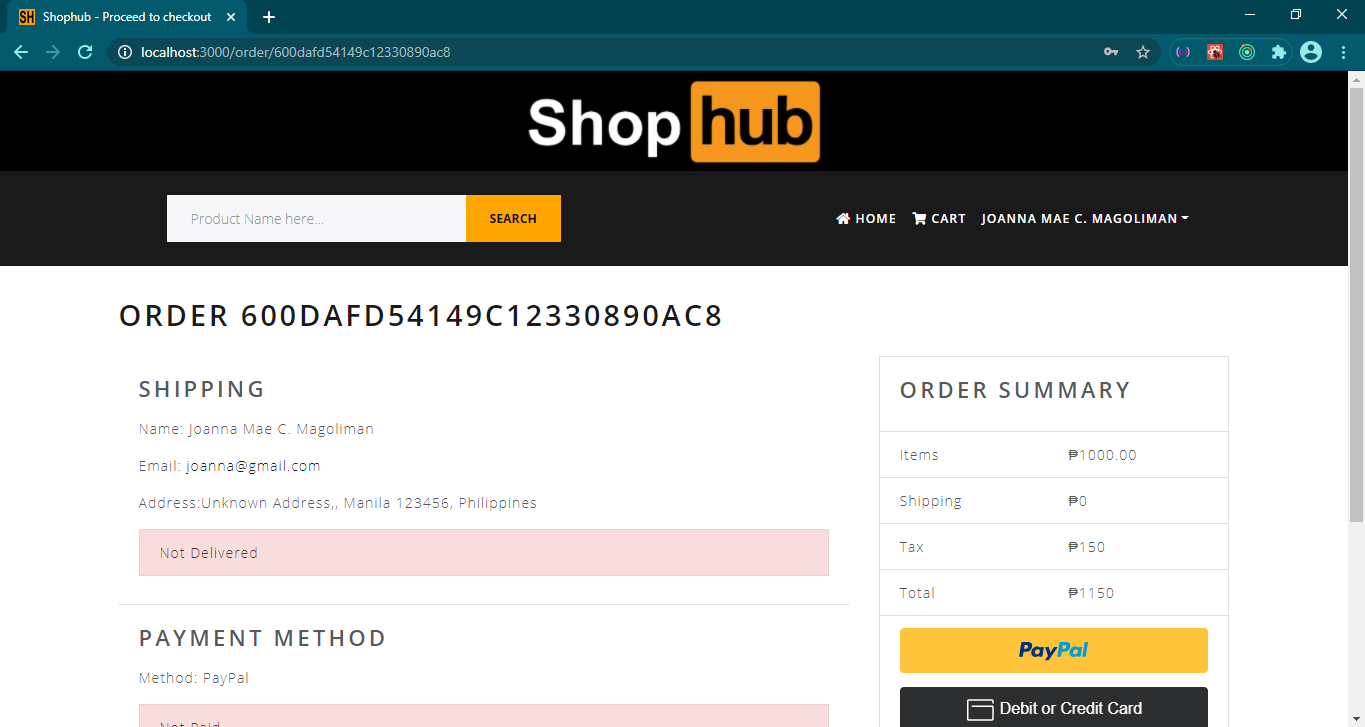 SH Shophub - Proceed to checkout
localhost:3000/order/600dafd54149c12330890ac8
Shop hub
Product Name here...
SEARCH
HOME
CART
JOANNA MAE C. MAGOLIMAN
ORDER 600DAFD54149C12330890AC8
SHIPPING
Name: Joanna Mae C. Magoliman
Email: joanna@gmail.com
Address:Unknown Address,, Manila 123456, Philippines
Not Delivered
PAYMENT METHOD
Method: PayPal
Not Paid
ORDER SUMMARY
Items ₱1000.00
Shipping ₱0
Tax ₱150
Total ₱1150
PayPal
Debit or Credit Card